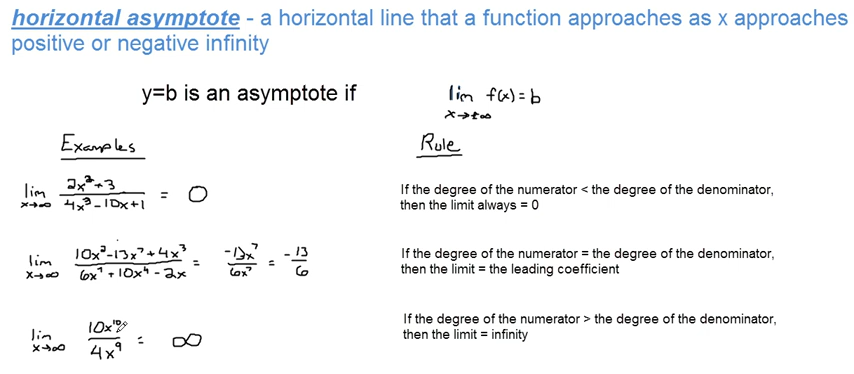 horizontal asymptote - a horizontal line that a function approaches as x approaches
positive or negative infinity
y=b is an asymptote if lim x→±∞ f(x) = b
Examples Rule
lim x→∞ (2x²+3)/(4x³-10x+1) = 0
If the degree of the numerator < the degree of the denominator,
then the limit always = 0
lim x→∞ (10x²-13x⁷+4x³)/(6x⁷+10x⁴-2x) = -13x⁷/6x⁷ = -13/6
If the degree of the numerator = the degree of the denominator,
then the limit = the leading coefficient
lim x→∞ 10x¹⁰/4x⁹ = ∞
If the degree of the numerator > the degree of the denominator,
then the limit = infinity